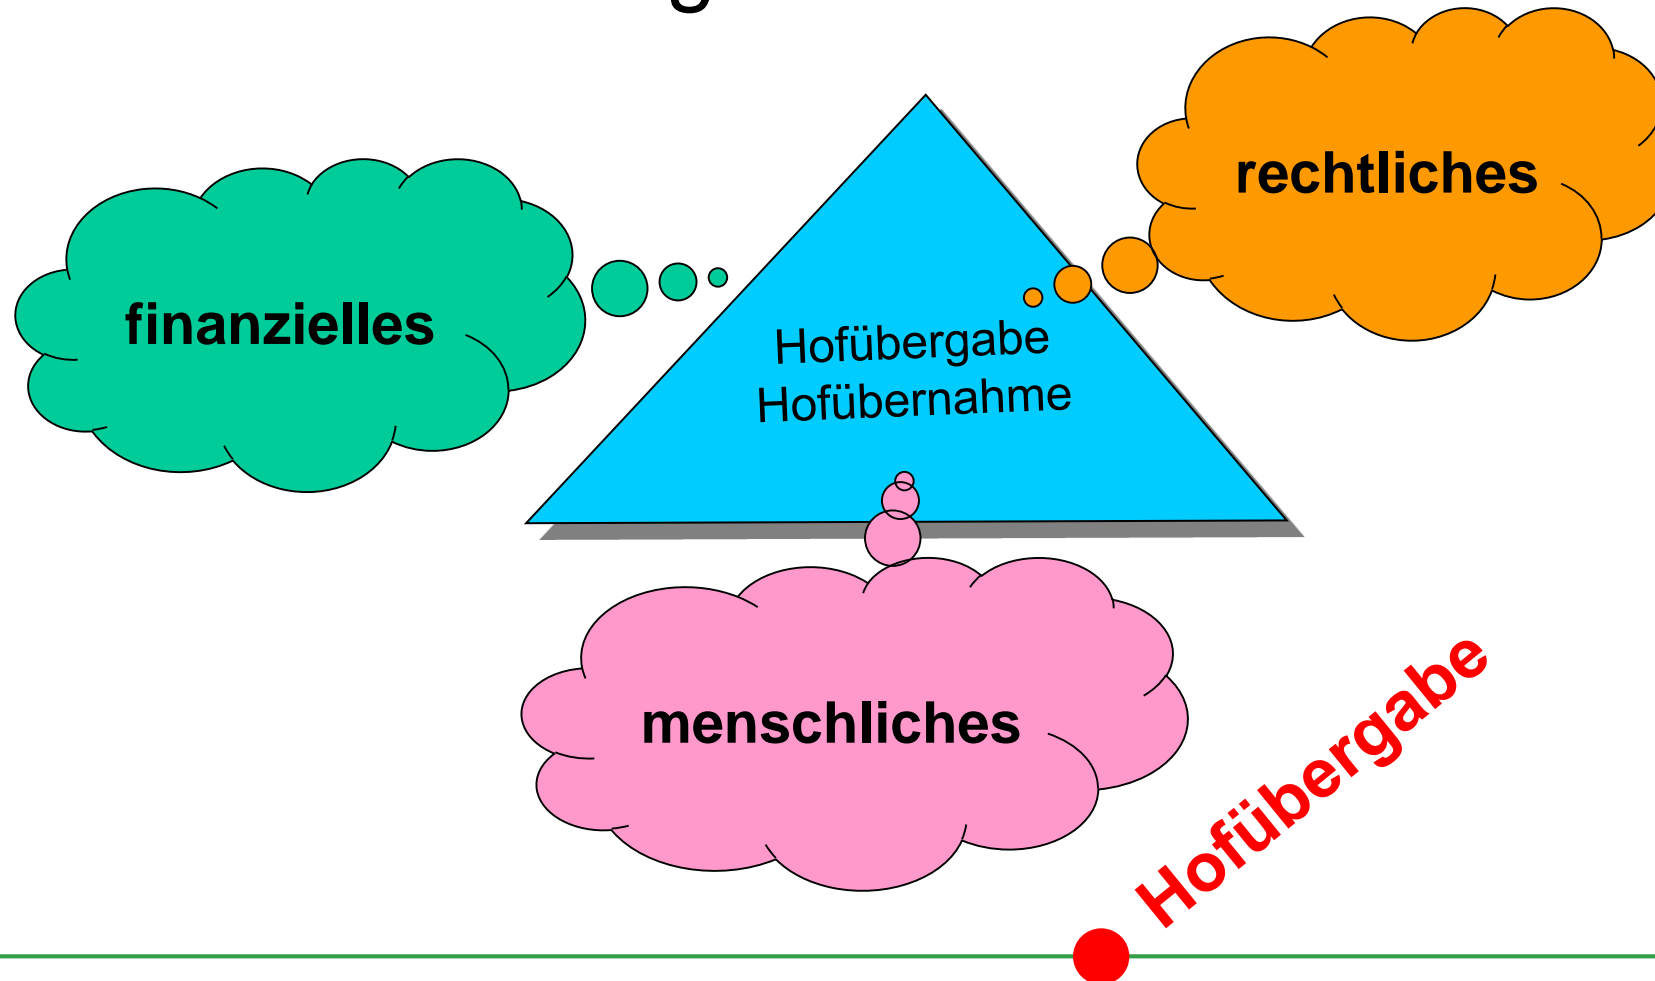 rechtliches
finanzielles
Hofübergabe
Hofübernahme
menschliches
Hofübergabe